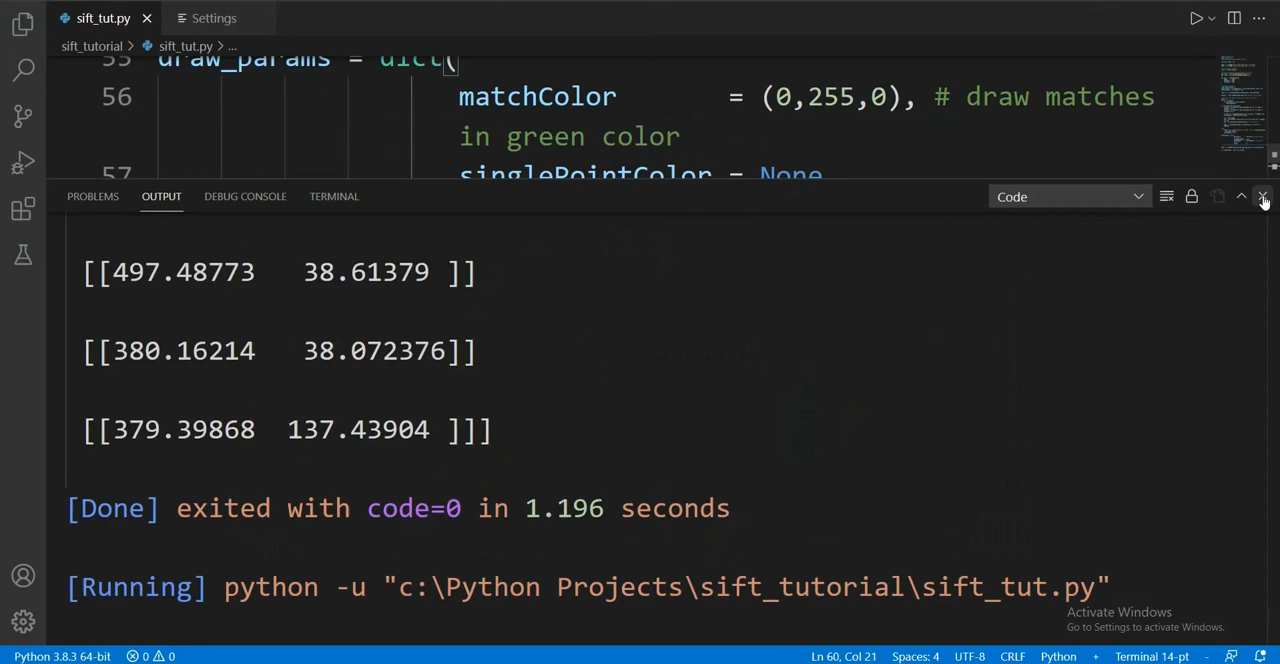 sift_tut.py
Settings
sift_tutorial > sift_tut.py > ...
55 draw_params = dict(
56 matchColor = (0,255,0), # draw matches
in green color
57 singlePointColor = None
PROBLEMS OUTPUT DEBUG CONSOLE TERMINAL
Code
[[497.48773 38.61379 ]]
[[380.16214 38.072376]]
[[379.39868 137.43904 ]]]
[Done] exited with code=0 in 1.196 seconds
[Running] python -u "c:\Python Projects\sift_tutorial\sift_tut.py"
Activate Windows
Go to Settings to activate Windows.
Python 3.8.3 64-bit 0 0 Ln 60, Col 21 Spaces: 4 UTF-8 CRLF Python + Terminal 14-pt -